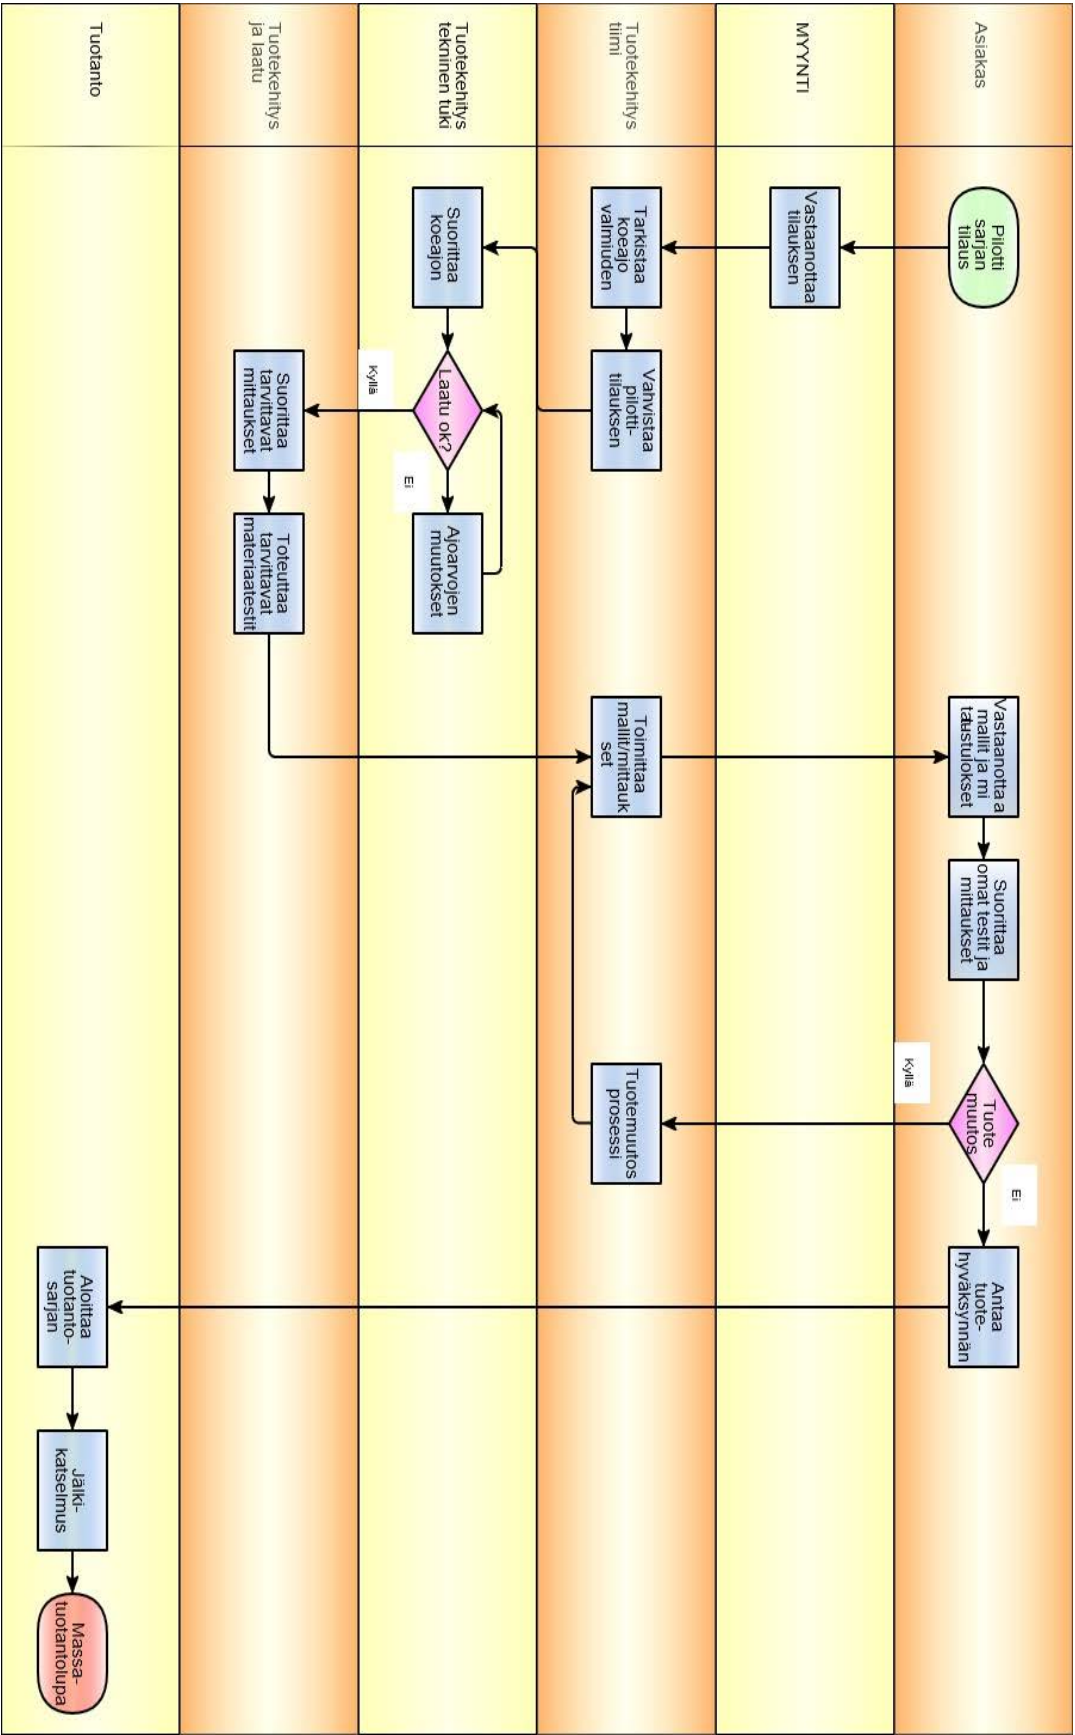 Asiakas
Pilotti
sarjan
tilaus
Vastaanotta a
mallit ja mi
taustulokset
Suorittaa
omat testit ja
mittaukset
Tuote
muutos
Kyllä
Ei
Antaa
tuote-
hyväksynnän
MYYNTI
Vastaanottaa
tilauksen
Tuotekehitys
tiimi
Tarkistaa
koeajo
valmiuden
Vahvistaa
pilotti-
tilauksen
Toimittaa
mallit/mittauk
set
Tuotemuutos
prosessi
Tuotekehitys
tekninen tuki
Suorittaa
koeajon
Laatu ok?
Kyllä
Ei
Ajoarvojen
muutokset
Tuotekehitys
ja laatu
Suorittaa
tarvittavat
mittaukset
Toteuttaa
tarvittavat
materiaatestit
Tuotanto
Aloittaa
tuotanto-
sarjan
Jälki-
katselmus
Massa-
tuotantolupa